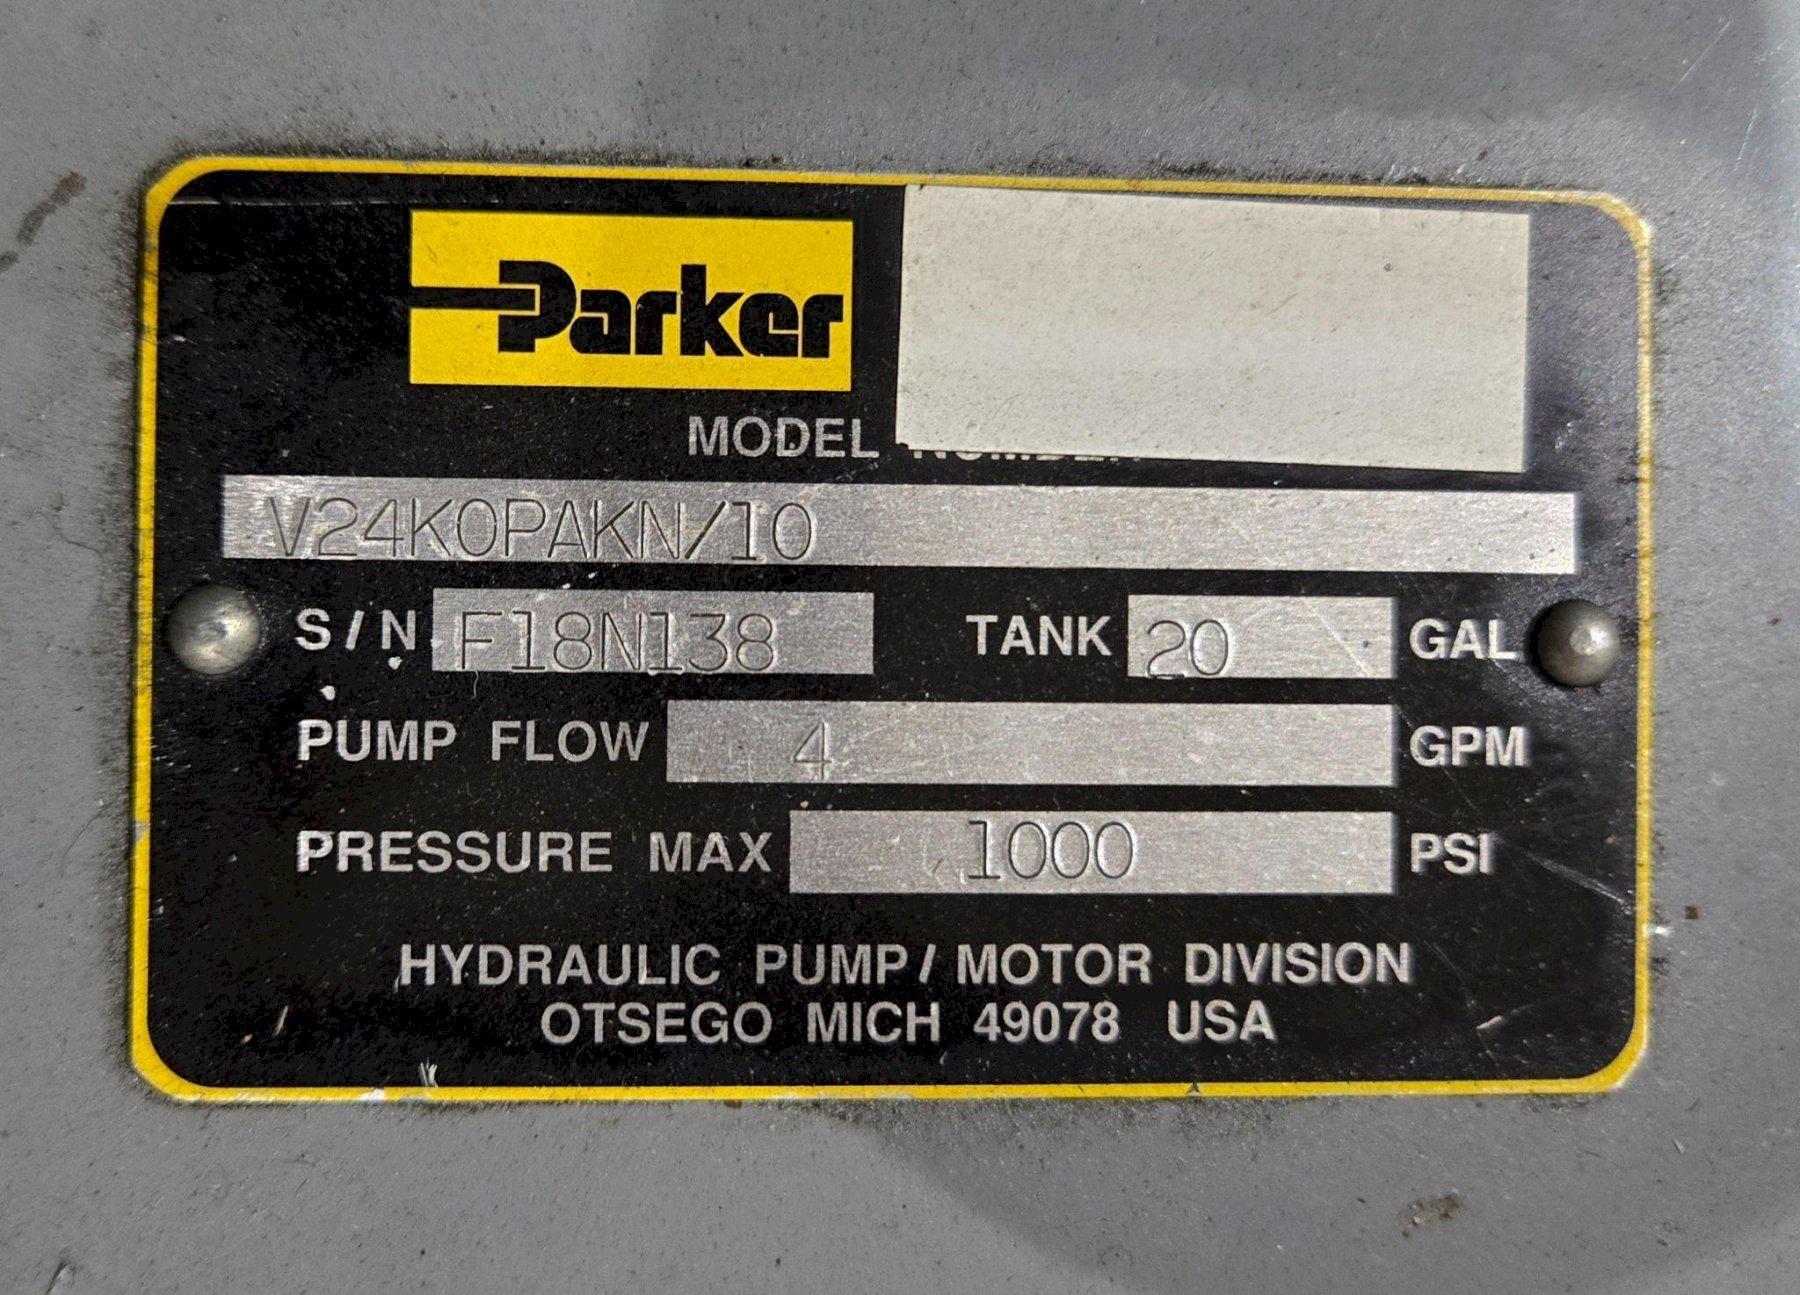 Parker
MODEL
V24K0PAKN/10
S/N F18N138 TANK 20 GAL
PUMP FLOW 4 GPM
PRESSURE MAX 1000 PSI
HYDRAULIC PUMP/MOTOR DIVISION
OTSEGO MICH 49078 USA